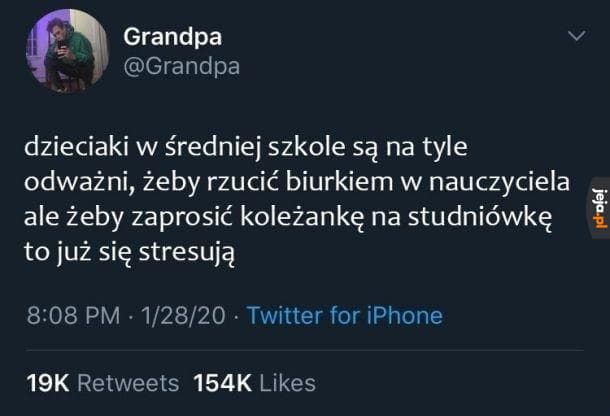 Grandpa
@Grandpa
dzieciaki w średniej szkole są na tyle
odważni, żeby rzucić biurkiem w nauczyciela
ale żeby zaprosić koleżankę na studniówkę
to już się stresują
jeja.pl
8:08 PM · 1/28/20 · Twitter for iPhone
19K Retweets 154K Likes